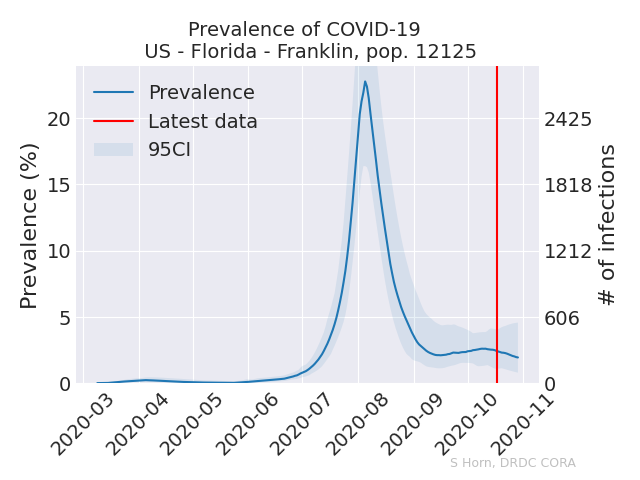 Prevalence of COVID-19
US - Florida - Franklin, pop. 12125
Prevalence
Latest data
95CI
Prevalence (%)
20
15
10
5
0
2425
1818
1212
606
0
# of infections
2020-03
2020-04
2020-05
2020-06
2020-07
2020-08
2020-09
2020-10
2020-11
S Horn, DRDC CORA